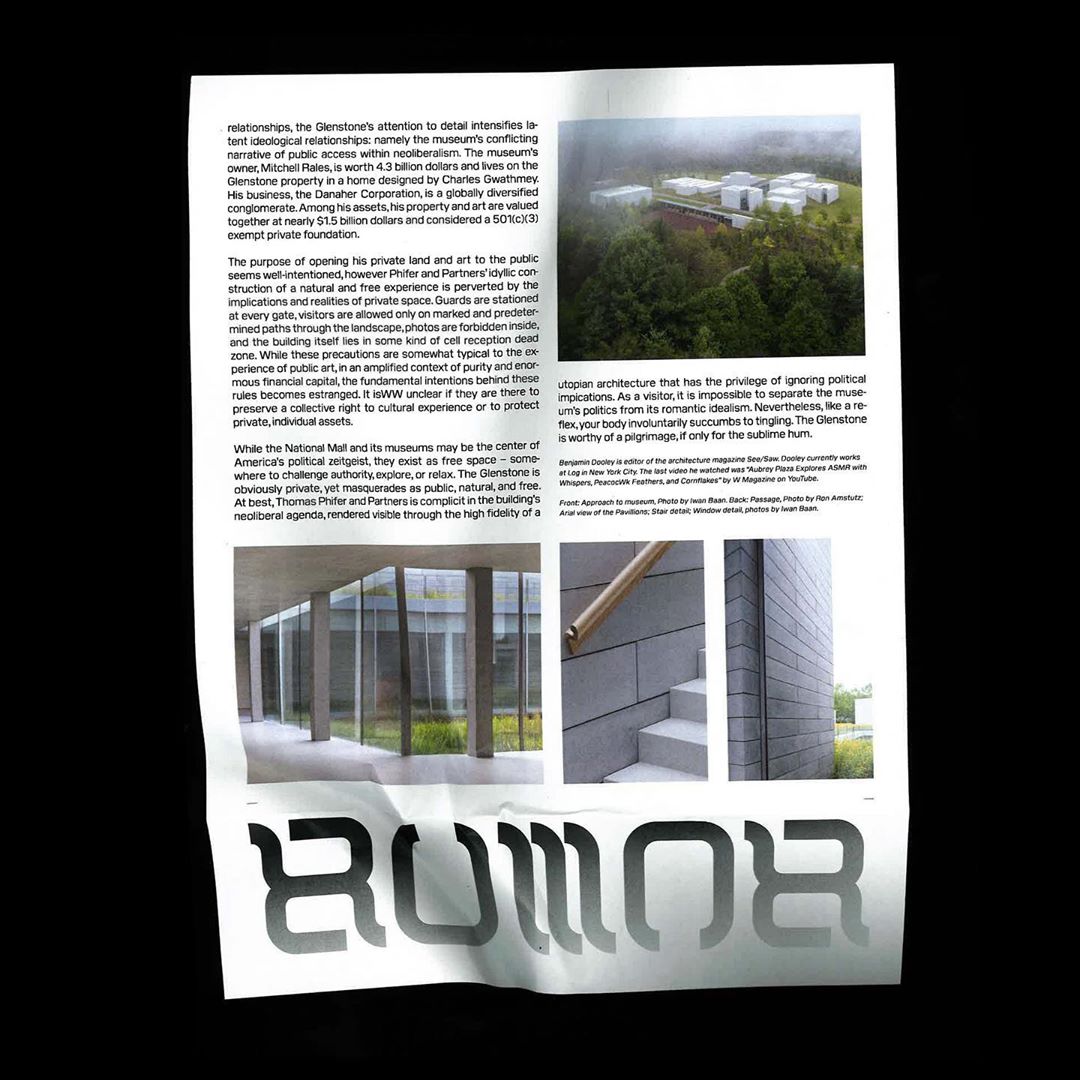 relationships, the Glenstone's attention to detail intensifies la-
tent ideological relationships: namely the museum's conflicting
narrative of public access within neoliberalism. The museum's
owner, Mitchell Rales, is worth 4.3 billion dollars and lives on the
Glenstone property in a home designed by Charles Gwathmey.
His business, the Danaher Corporation, is a globally diversified
conglomerate. Among his assets, his property and art are valued
together at nearly $1.5 billion dollars and considered a 501(c)(3)
exempt private foundation.
The purpose of opening his private land and art to the public
seems well-intentioned, however Phifer and Partners' idyllic con-
struction of a natural and free experience is perverted by the
implications and realities of private space. Guards are stationed
at every gate, visitors are allowed only on marked and predeter-
mined paths through the landscape, photos are forbidden inside,
and the building itself lies in some kind of cell reception dead
zone. While these precautions are somewhat typical to the ex-
perience of public art, in an amplified context of purity and enor-
mous financial capital, the fundamental intentions behind these
rules becomes estranged. It isWW unclear if they are there to
preserve a collective right to cultural experience or to protect
private, individual assets.
While the National Mall and its museums may be the center of
America's political zeitgeist, they exist as free space – some-
where to challenge authority, explore, or relax. The Glenstone is
obviously private, yet masquerades as public, natural, and free.
At best, Thomas Phifer and Partners is complicit in the building's
neoliberal agenda, rendered visible through the high fidelity of a
utopian architecture that has the privilege of ignoring political
impications. As a visitor, it is impossible to separate the muse-
um's politics from its romantic idealism. Nevertheless, like a re-
flex, your body involuntarily succumbs to tingling. The Glenstone
is worthy of a pilgrimage, if only for the sublime hum.
Benjamin Dooley is editor of the architecture magazine See/Saw. Dooley currently works
at Log in New York City. The last video he watched was "Aubrey Plaza Explores ASMR with
Whispers, PeacocWk Feathers, and Cornflakes" by W Magazine on YouTube.
Front: Approach to museum, Photo by Iwan Baan. Back: Passage, Photo by Ron Amstutz;
Arial view of the Pavillions; Stair detail; Window detail, photos by Iwan Baan.
RUMOR